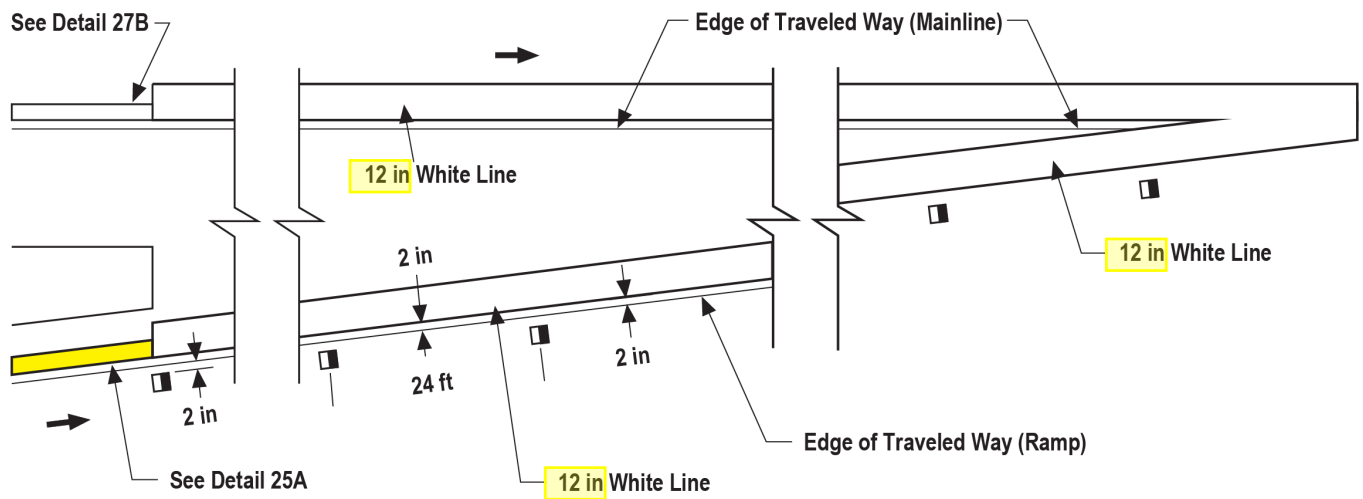 See Detail 27B
Edge of Traveled Way (Mainline)
12 in White Line
12 in White Line
2 in
2 in
24 ft
2 in
Edge of Traveled Way (Ramp)
See Detail 25A
12 in White Line